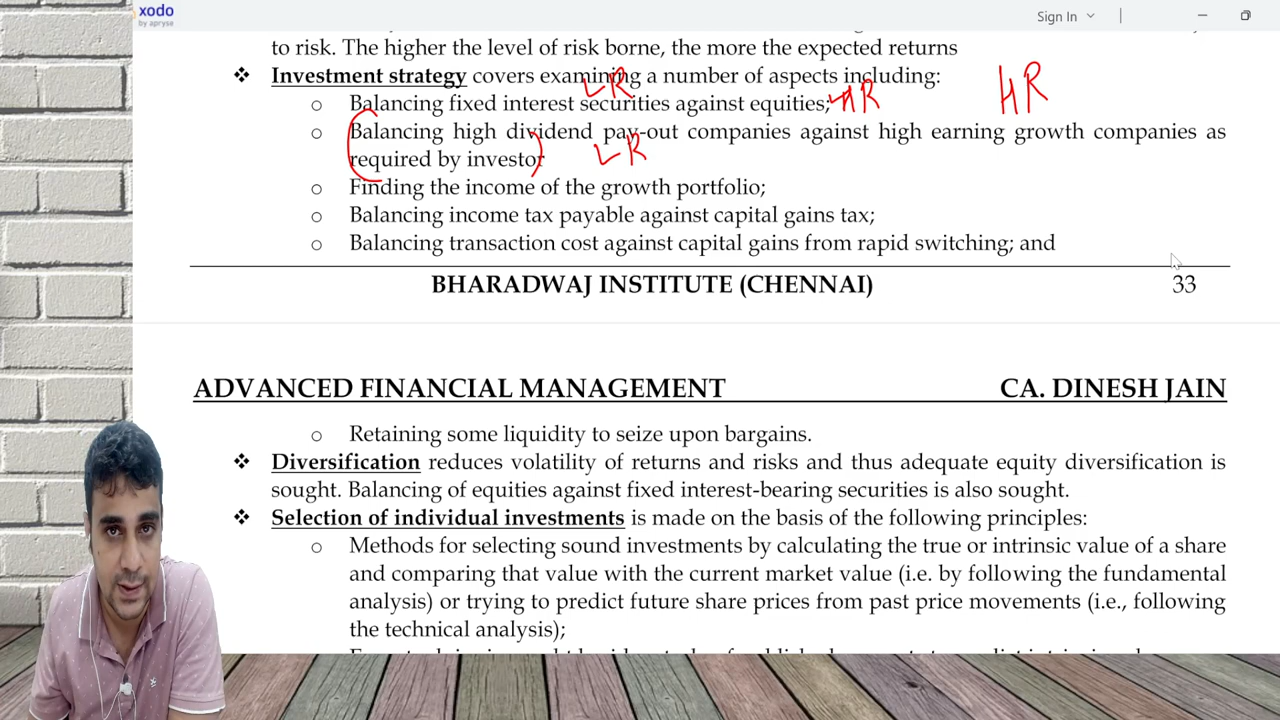 xodo
by apryse
Sign In
to risk. The higher the level of risk borne, the more the expected returns
❖ Investment strategy covers examining a number of aspects including:
LR
HR
HR
o Balancing fixed interest securities against equities;
o Balancing high dividend pay-out companies against high earning growth companies as
required by investor
LR
o Finding the income of the growth portfolio;
o Balancing income tax payable against capital gains tax;
o Balancing transaction cost against capital gains from rapid switching; and
BHARADWAJ INSTITUTE (CHENNAI) 33
ADVANCED FINANCIAL MANAGEMENT CA. DINESH JAIN
o Retaining some liquidity to seize upon bargains.
❖ Diversification reduces volatility of returns and risks and thus adequate equity diversification is
sought. Balancing of equities against fixed interest-bearing securities is also sought.
❖ Selection of individual investments is made on the basis of the following principles:
o Methods for selecting sound investments by calculating the true or intrinsic value of a share
and comparing that value with the current market value (i.e. by following the fundamental
analysis) or trying to predict future share prices from past price movements (i.e., following
the technical analysis);